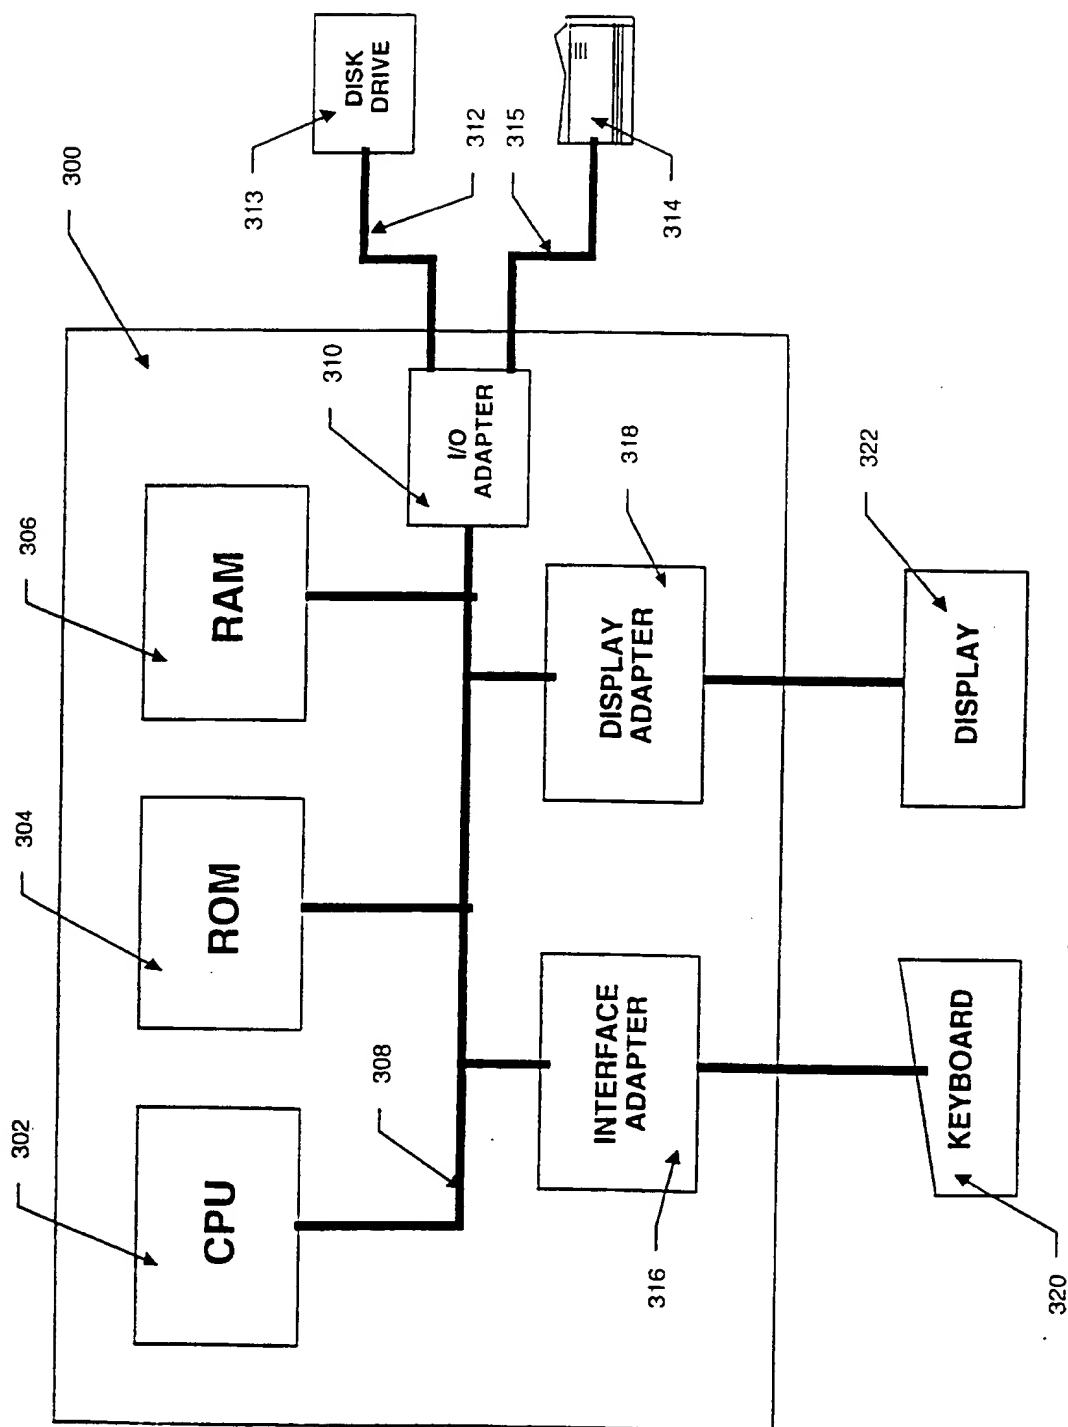 300
302
CPU
304
ROM
306
RAM
308
310
I/O
ADAPTER
313
DISK
DRIVE
312
315
314
316
INTERFACE
ADAPTER
318
DISPLAY
ADAPTER
320
KEYBOARD
322
DISPLAY